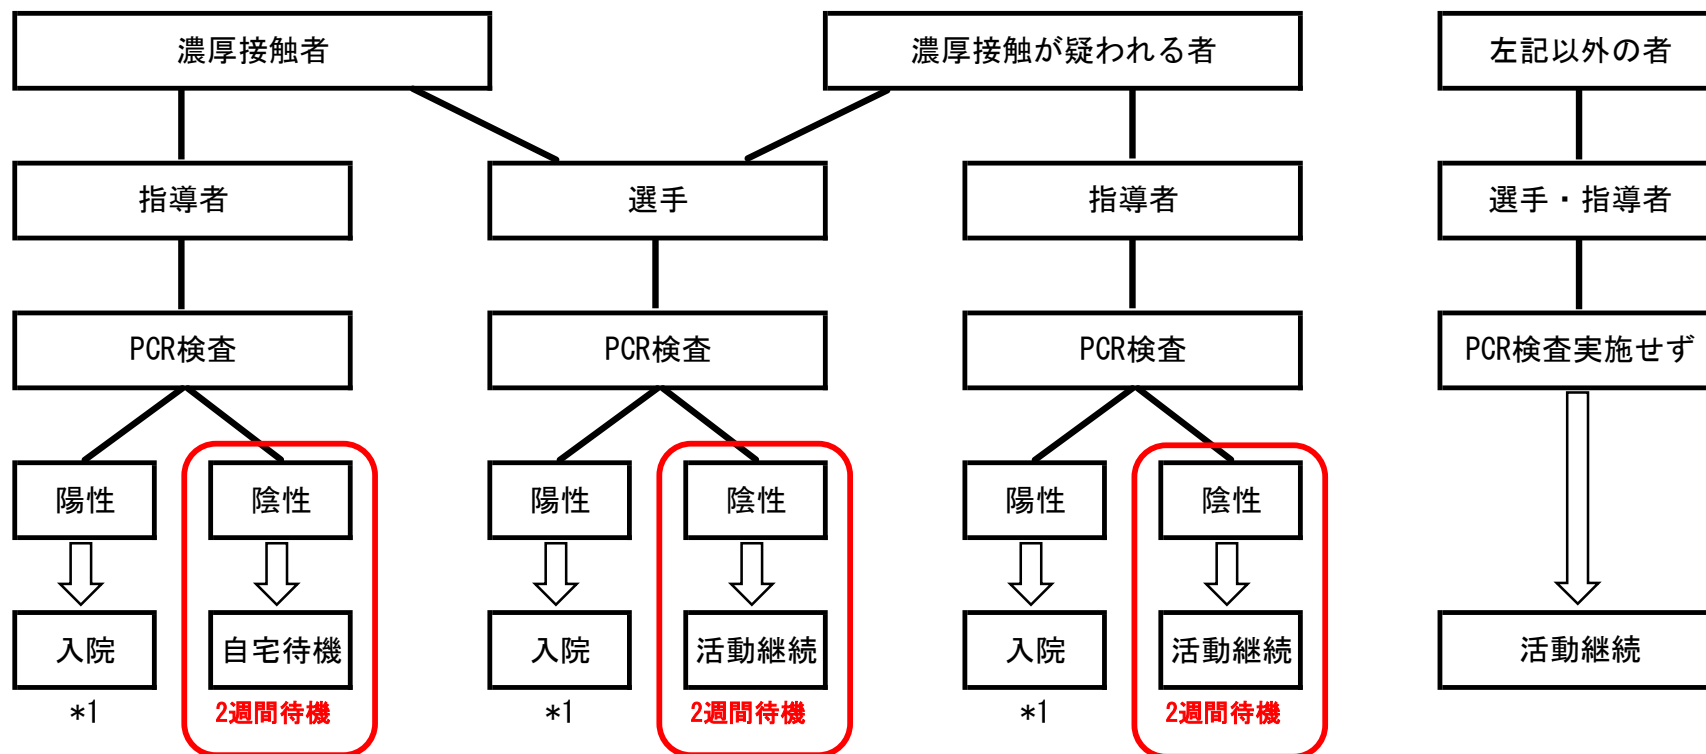 濃厚接触者
濃厚接触が疑われる者
左記以外の者
指導者
選手
指導者
選手・指導者
PCR検査
PCR検査
PCR検査
PCR検査実施せず
陽性
陰性
陽性
陰性
陽性
陰性
入院
自宅待機
入院
活動継続
入院
活動継続
活動継続
*1
2週間待機
*1
2週間待機
*1
2週間待機